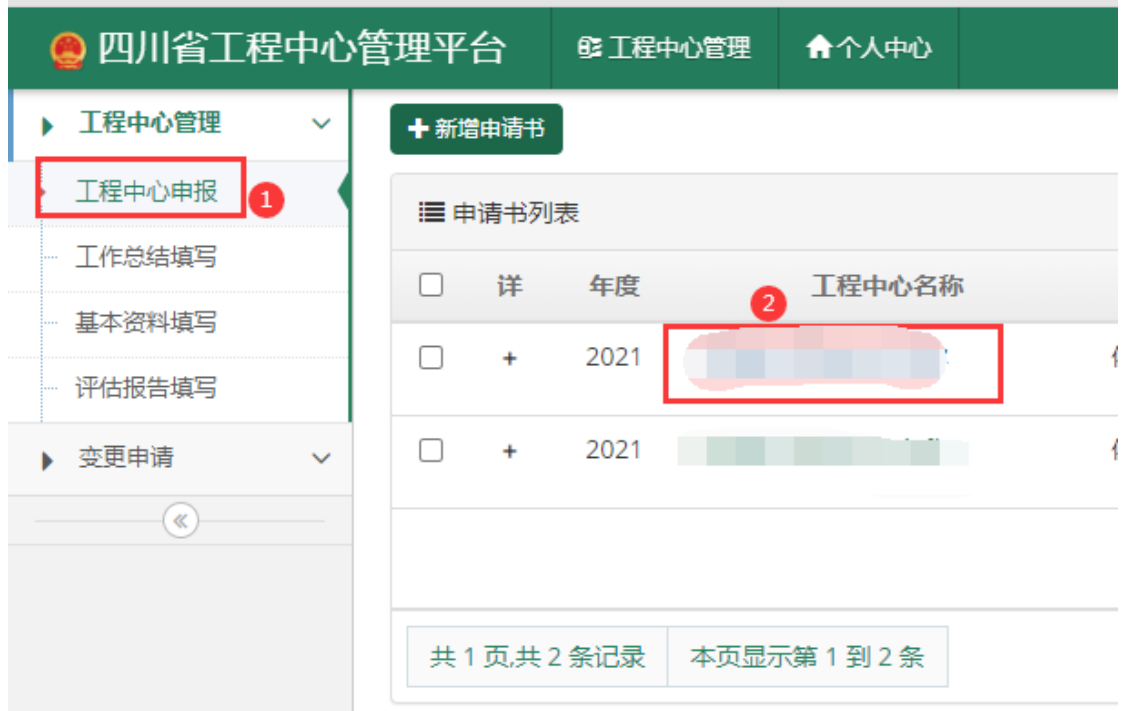 四川省工程中心管理平台 工程中心管理 个人中心
工程中心管理
工程中心申报 1
工作总结填写
基本资料填写
评估报告填写
变更申请
新增申请书
申请书列表
详 年度 工程中心名称
2
+ 2021
+ 2021
共 1 页,共 2 条记录 本页显示第 1 到 2 条